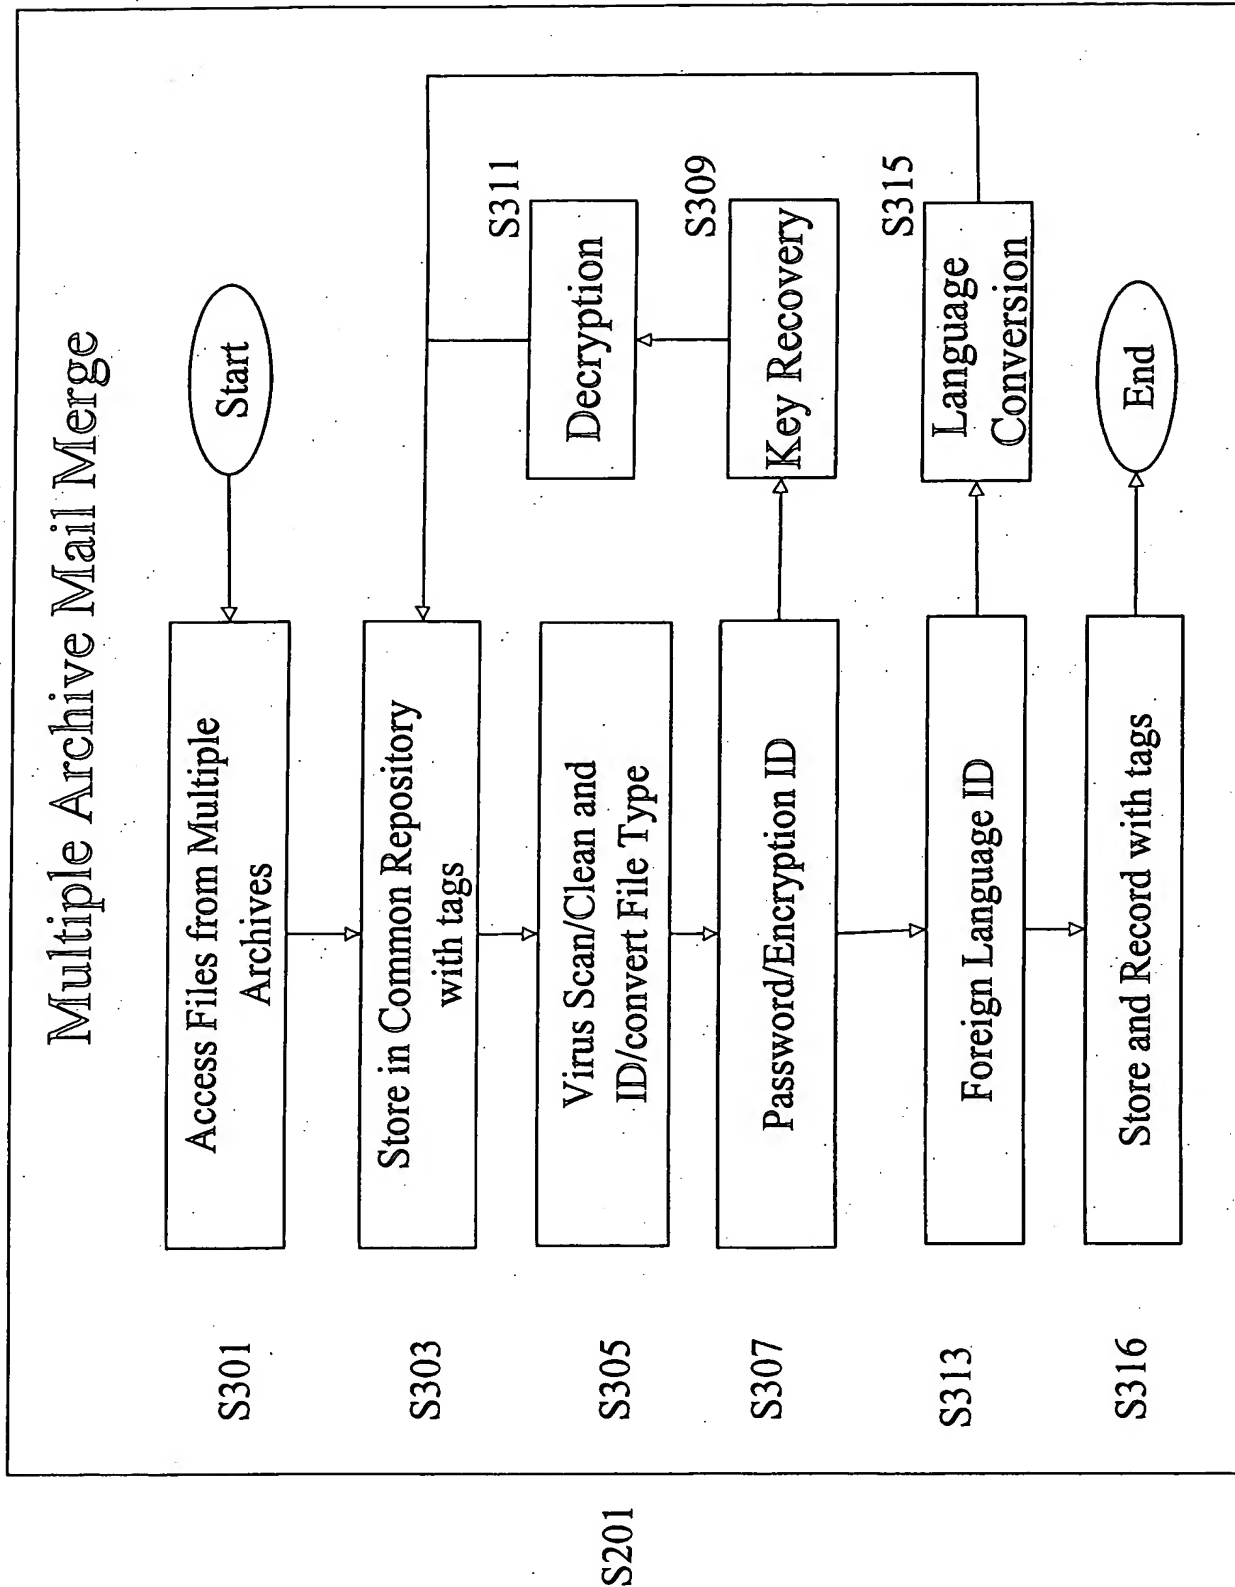 Multiple Archive Mail Merge
Start
S301
Access Files from Multiple
Archives
S303
Store in Common Repository
with tags
S311
Decryption
S305
Virus Scan/Clean and
ID/convert File Type
S309
Key Recovery
S307
Password/Encryption ID
S315
Language
Conversion
S313
Foreign Language ID
End
S316
Store and Record with tags
S201